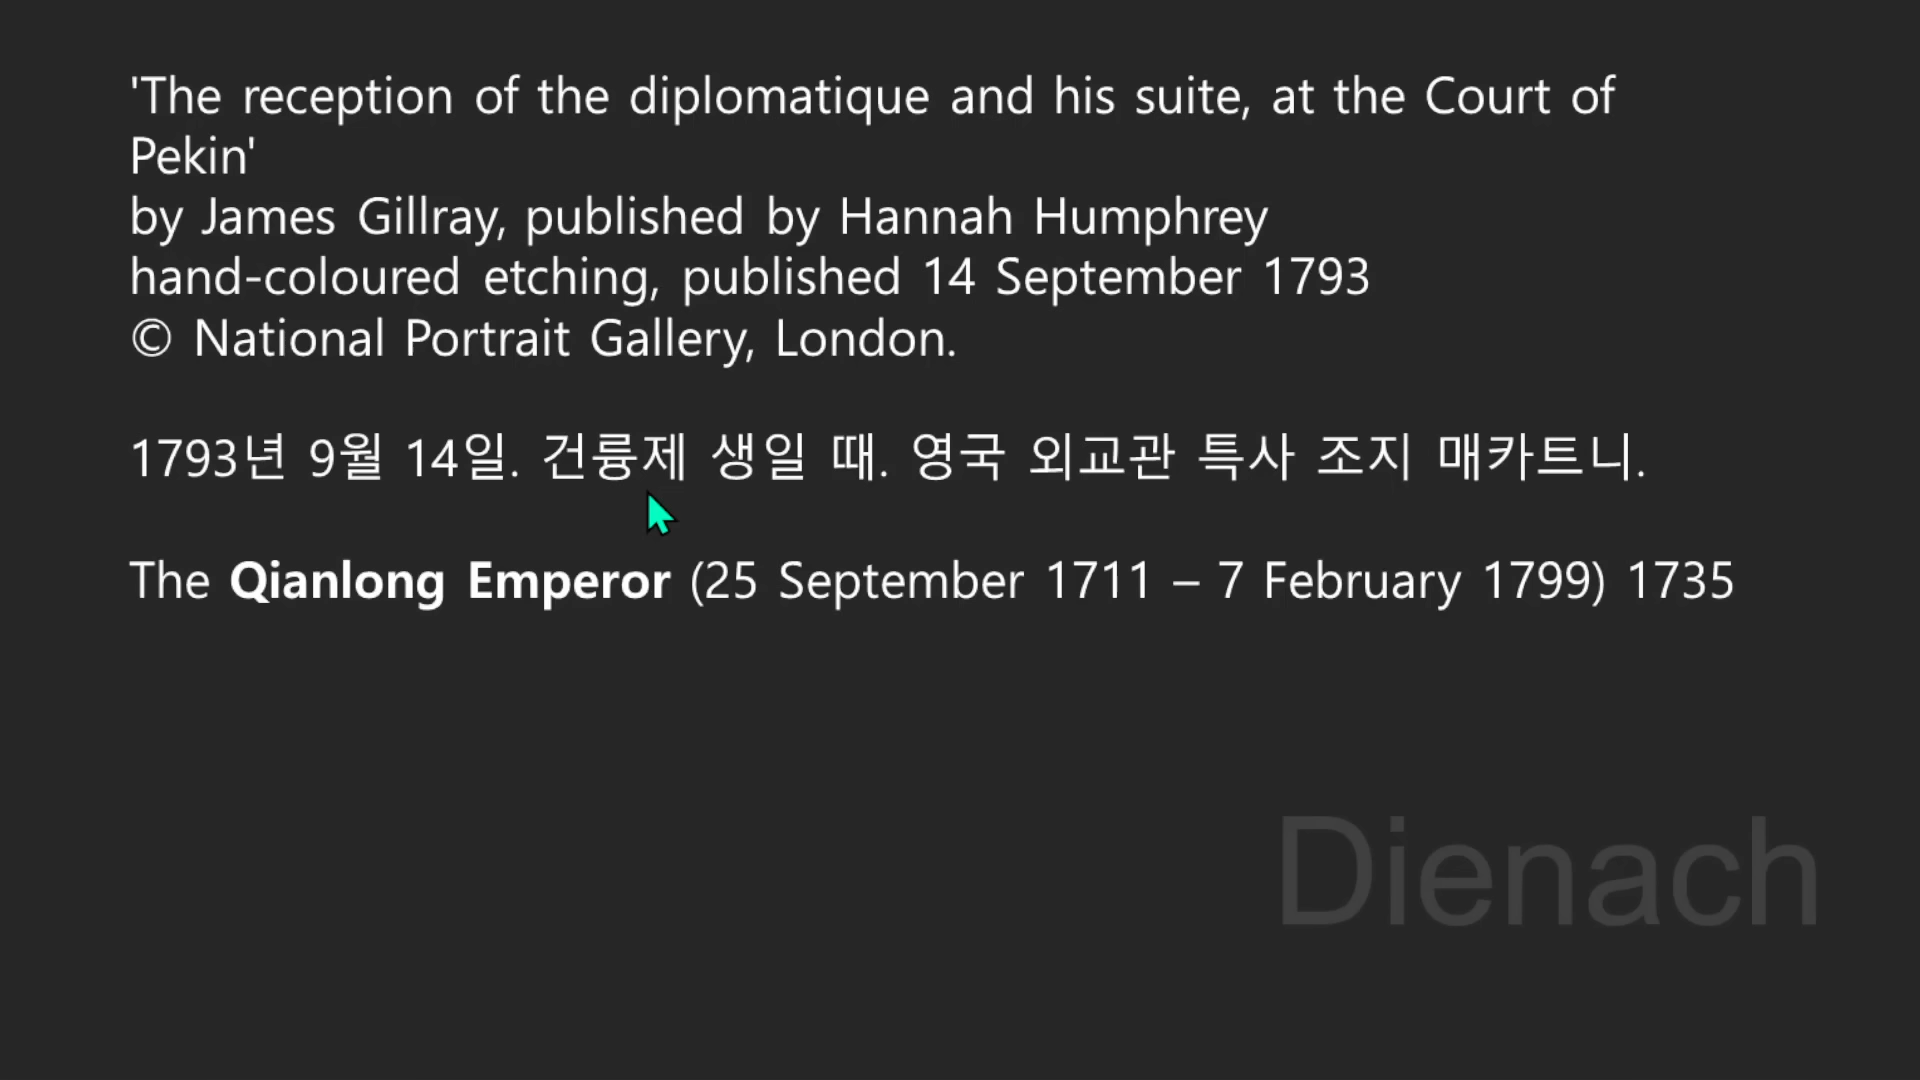 'The reception of the diplomatique and his suite, at the Court of
Pekin'
by James Gillray, published by Hannah Humphrey
hand-coloured etching, published 14 September 1793
© National Portrait Gallery, London.
1793년 9월 14일. 건륭제 생일 때. 영국 외교관 특사 조지 매카트니.
The Qianlong Emperor (25 September 1711 – 7 February 1799) 1735
Dienach